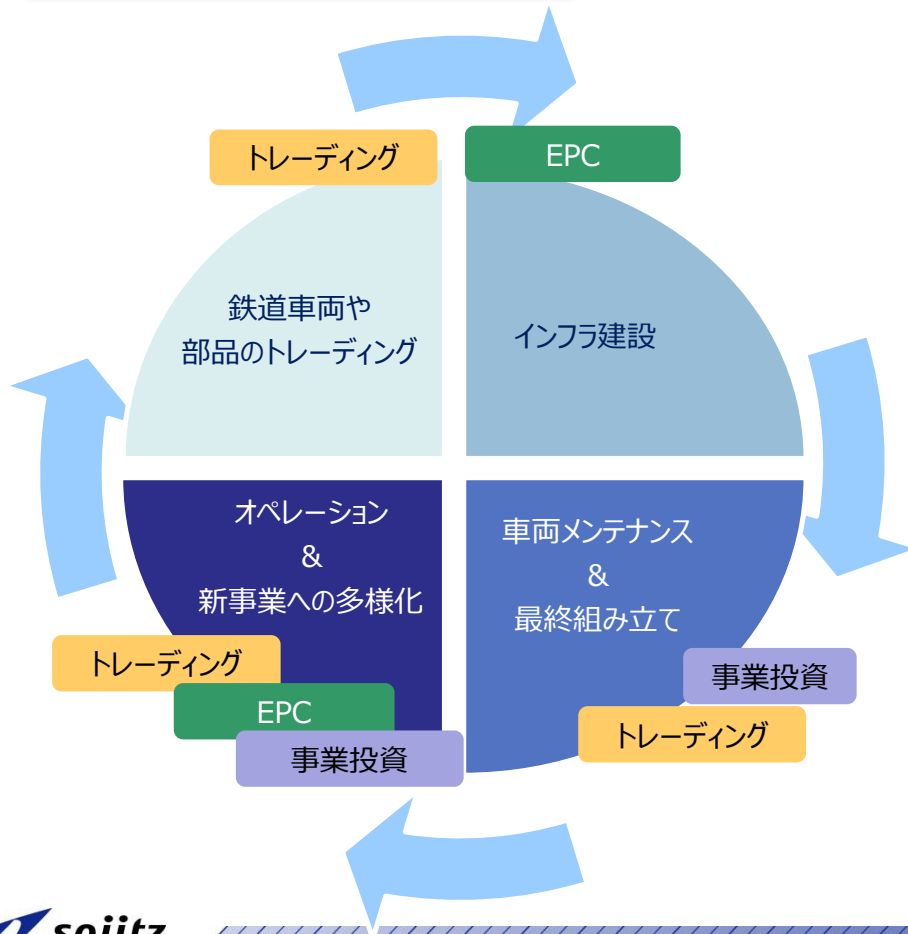 トレーディング
EPC
鉄道車両や
部品のトレーディング
インフラ建設
オペレーション
&
新事業への多様化
車両メンテナンス
&
最終組み立て
トレーディング
EPC
事業投資
事業投資
トレーディング
sojitz